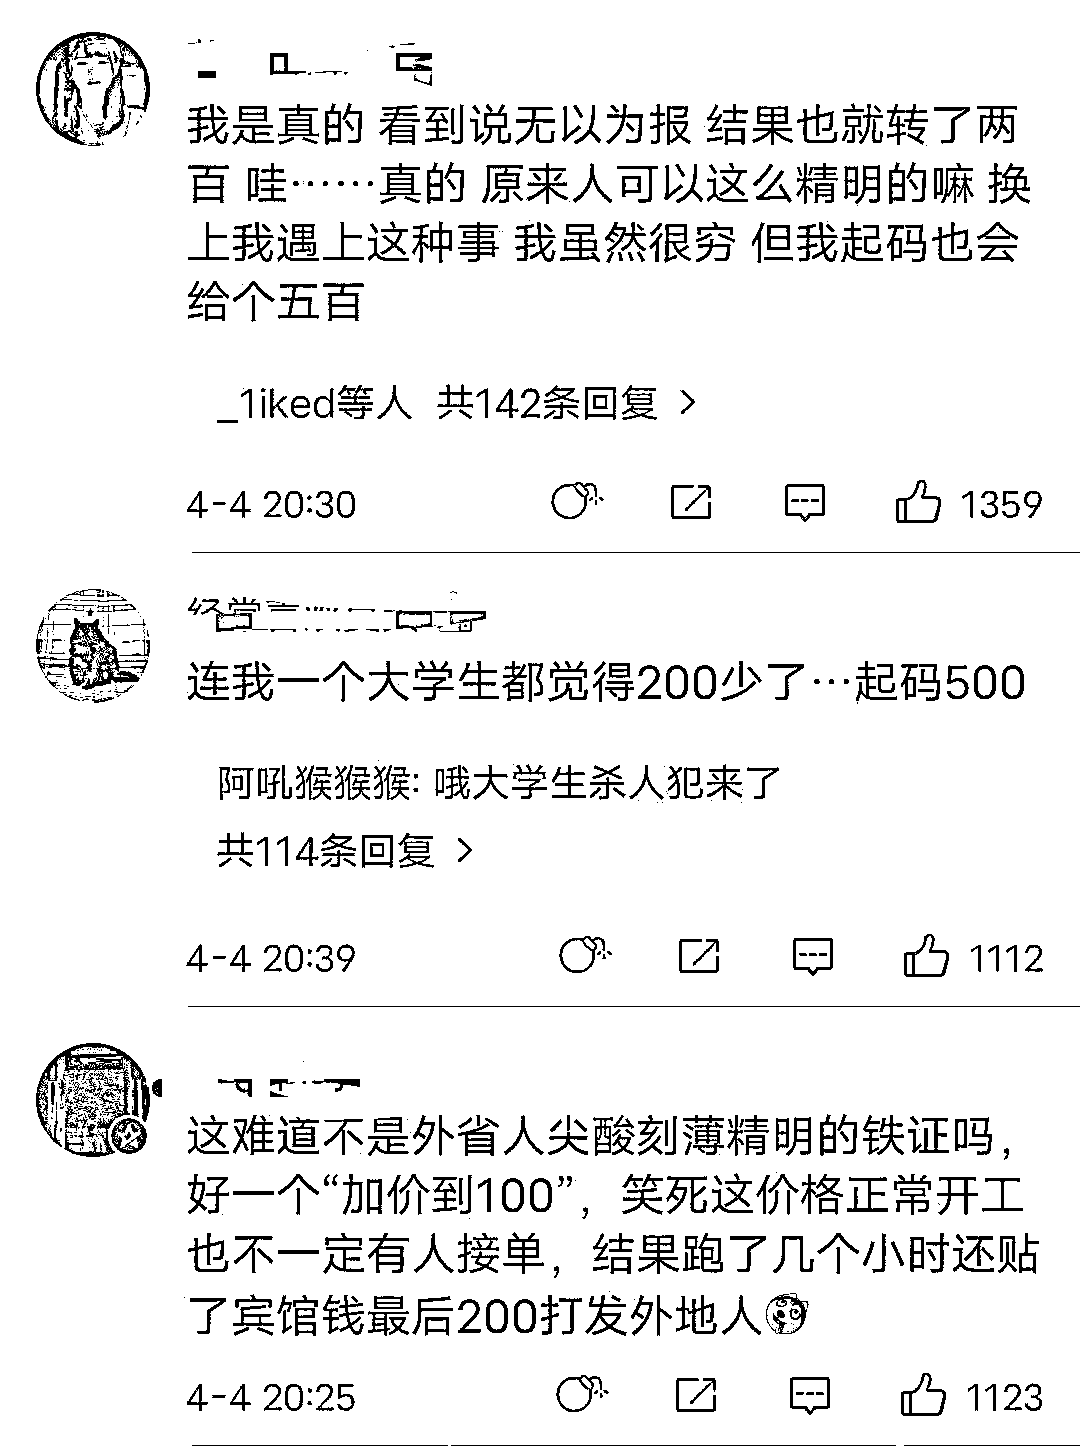 我是真的 看到说无以为报 结果也就转了两
百 哇……真的 原来人可以这么精明的嘛 换
上我遇上这种事 我虽然很穷 但我起码也会
给个五百
_1iked等人 共142条回复 >
4-4 20:30 1359
经常
连我一个大学生都觉得200少了…起码500
阿吼猴猴猴: 哦大学生杀人犯来了
共114条回复 >
4-4 20:39 1112
这难道不是外省人尖酸刻薄精明的铁证吗，
好一个“加价到100”，笑死这价格正常开工
也不一定有人接单，结果跑了几个小时还贴
了宾馆钱最后200打发外地人
4-4 20:25 1123